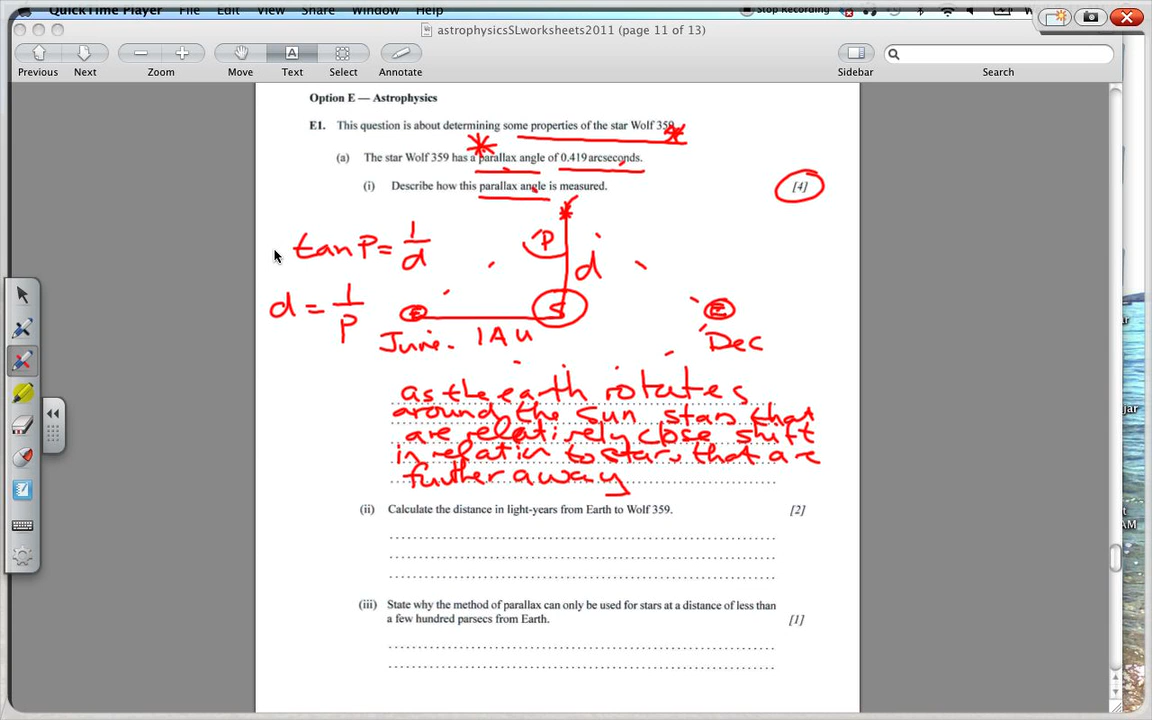 QuickTime Player File Edit View Share Window Help Stop Recording
astrophysicsSLworksheets2011 (page 11 of 13)
Previous Next Zoom Move Text Select Annotate Sidebar Search
Option E — Astrophysics
E1. This question is about determining some properties of the star Wolf 359.
(a) The star Wolf 359 has a parallax angle of 0.419 arcseconds.
(i) Describe how this parallax angle is measured. [4]
tan P = 1/d
P
d
d = 1/P
E
S
E
June. 1 AU
Dec
as the earth rotates
around the sun stars that
are relatively close shift
in relation to stars that are
further away
(ii) Calculate the distance in light-years from Earth to Wolf 359. [2]
(iii) State why the method of parallax can only be used for stars at a distance of less than
a few hundred parsecs from Earth. [1]